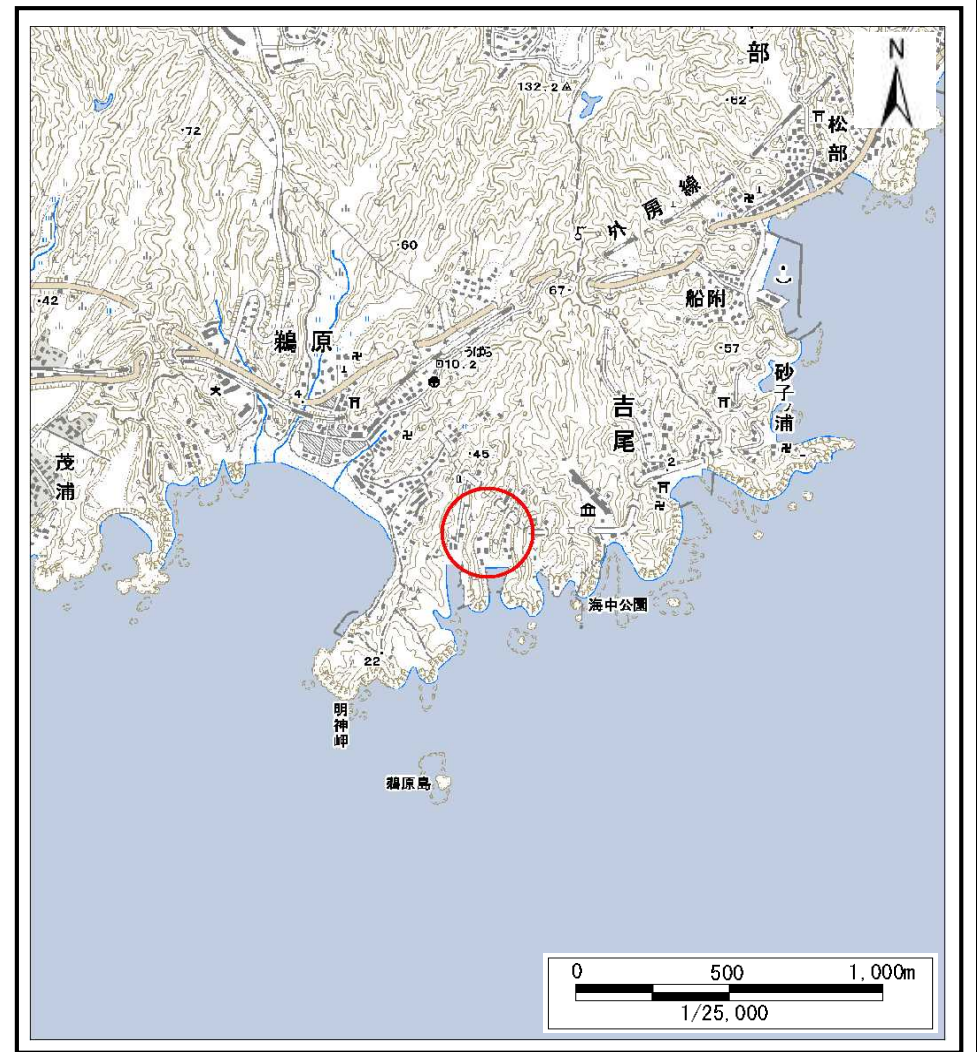 部
N
132.2
・62
松部
・72
外房線
・60
67・
船附
・42
鵜原
うばら
10.2
・57
砂子ノ浦
文
4
吉尾
茂浦
・45
2
海中公園
22
明神岬
鵜原島
0 500 1,000m
1/25,000